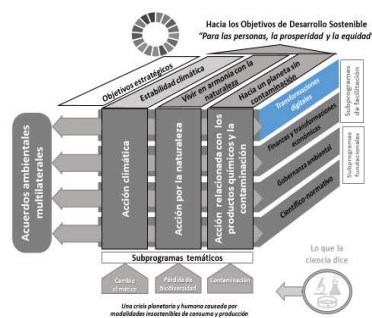 Hacia los Objetivos de Desarrollo Sostenible
"Para las personas, la prosperidad y la equidad"
Objetivos estratégicos
Estabilidad climática
Vivir en armonía con la
naturaleza
Hacia un planeta sin
contaminación
Transformaciones
digitales
Finanzas y transformaciones
económicas
Gobernanza ambiental
Científico-normativo
Subprogramas
de facilitación
Subprogramas
fundacionales
Acuerdos ambientales
multilaterales
Acción climática
Acción por la naturaleza
Acción relacionada con los
productos químicos y la
contaminación
Subprogramas temáticos
Cambio
climático
Pérdida de
biodiversidad
Contaminación
Lo que la
ciencia dice
Una crisis planetaria y humana causada por
modalidades insostenibles de consumo y producción